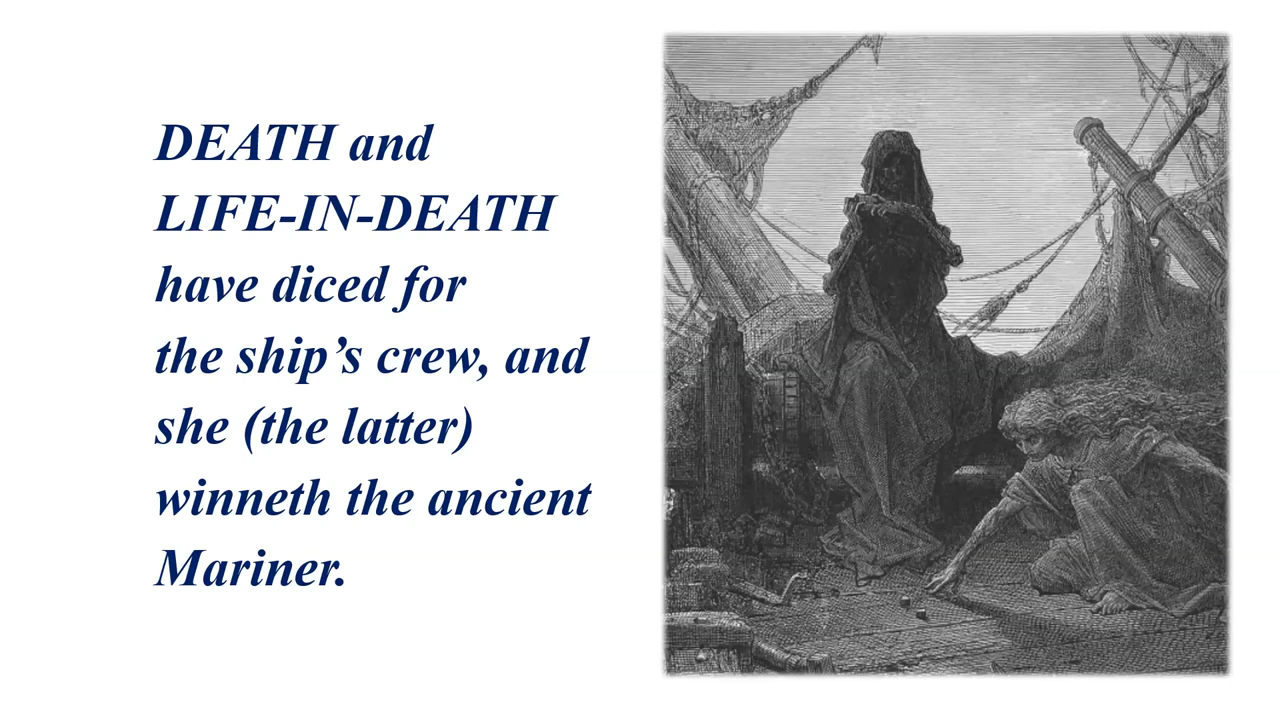 DEATH and
LIFE-IN-DEATH
have diced for
the ship’s crew, and
she (the latter)
winneth the ancient
Mariner.